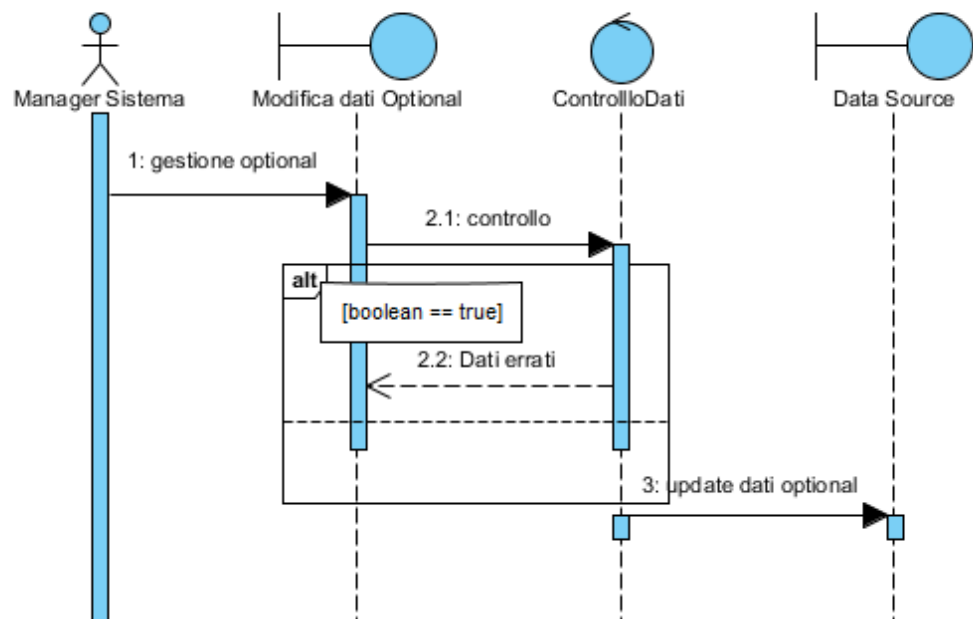 Manager Sistema
Modifica dati Optional
ControllloDati
Data Source
1: gestione optional
2.1: controllo
alt
[boolean == true]
2.2: Dati errati
3: update dati optional